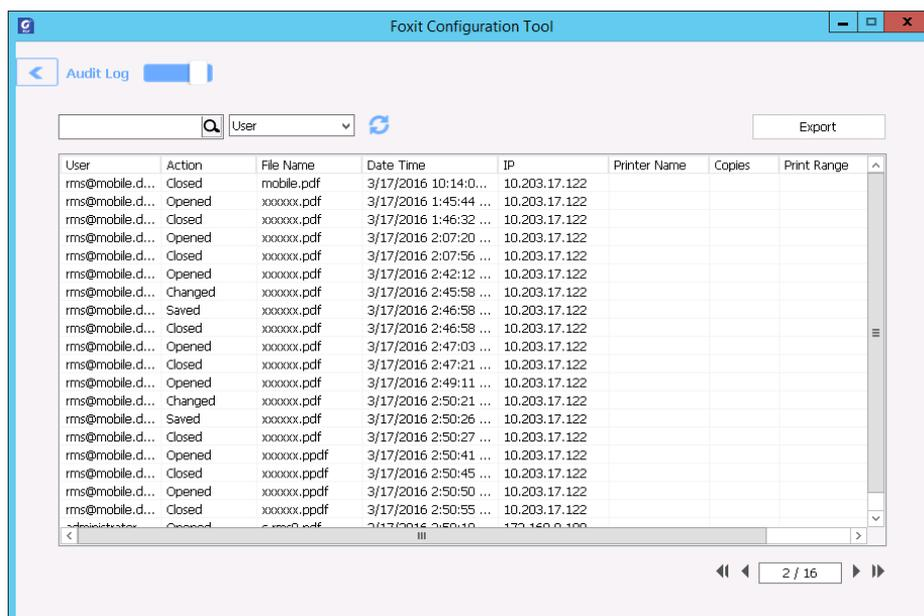 Foxit Configuration Tool
Audit Log
User
Export
User Action File Name Date Time IP Printer Name Copies Print Range
rms@mobile.d... Closed mobile.pdf 3/17/2016 10:14:0... 10.203.17.122
rms@mobile.d... Opened xxxxxx.pdf 3/17/2016 1:45:44 ... 10.203.17.122
rms@mobile.d... Closed xxxxxx.pdf 3/17/2016 1:46:32 ... 10.203.17.122
rms@mobile.d... Opened xxxxxx.pdf 3/17/2016 2:07:20 ... 10.203.17.122
rms@mobile.d... Closed xxxxxx.pdf 3/17/2016 2:07:56 ... 10.203.17.122
rms@mobile.d... Opened xxxxxx.pdf 3/17/2016 2:42:12 ... 10.203.17.122
rms@mobile.d... Changed xxxxxx.pdf 3/17/2016 2:45:58 ... 10.203.17.122
rms@mobile.d... Saved xxxxxx.pdf 3/17/2016 2:46:58 ... 10.203.17.122
rms@mobile.d... Closed xxxxxx.pdf 3/17/2016 2:46:58 ... 10.203.17.122
rms@mobile.d... Opened xxxxxx.pdf 3/17/2016 2:47:03 ... 10.203.17.122
rms@mobile.d... Closed xxxxxx.pdf 3/17/2016 2:47:21 ... 10.203.17.122
rms@mobile.d... Opened xxxxxx.pdf 3/17/2016 2:49:11 ... 10.203.17.122
rms@mobile.d... Changed xxxxxx.pdf 3/17/2016 2:50:21 ... 10.203.17.122
rms@mobile.d... Saved xxxxxx.pdf 3/17/2016 2:50:26 ... 10.203.17.122
rms@mobile.d... Closed xxxxxx.pdf 3/17/2016 2:50:27 ... 10.203.17.122
rms@mobile.d... Opened xxxxxx.ppdf 3/17/2016 2:50:41 ... 10.203.17.122
rms@mobile.d... Closed xxxxxx.ppdf 3/17/2016 2:50:45 ... 10.203.17.122
rms@mobile.d... Opened xxxxxx.ppdf 3/17/2016 2:50:50 ... 10.203.17.122
rms@mobile.d... Closed xxxxxx.ppdf 3/17/2016 2:50:55 ... 10.203.17.122
administrator Opened
2 / 16